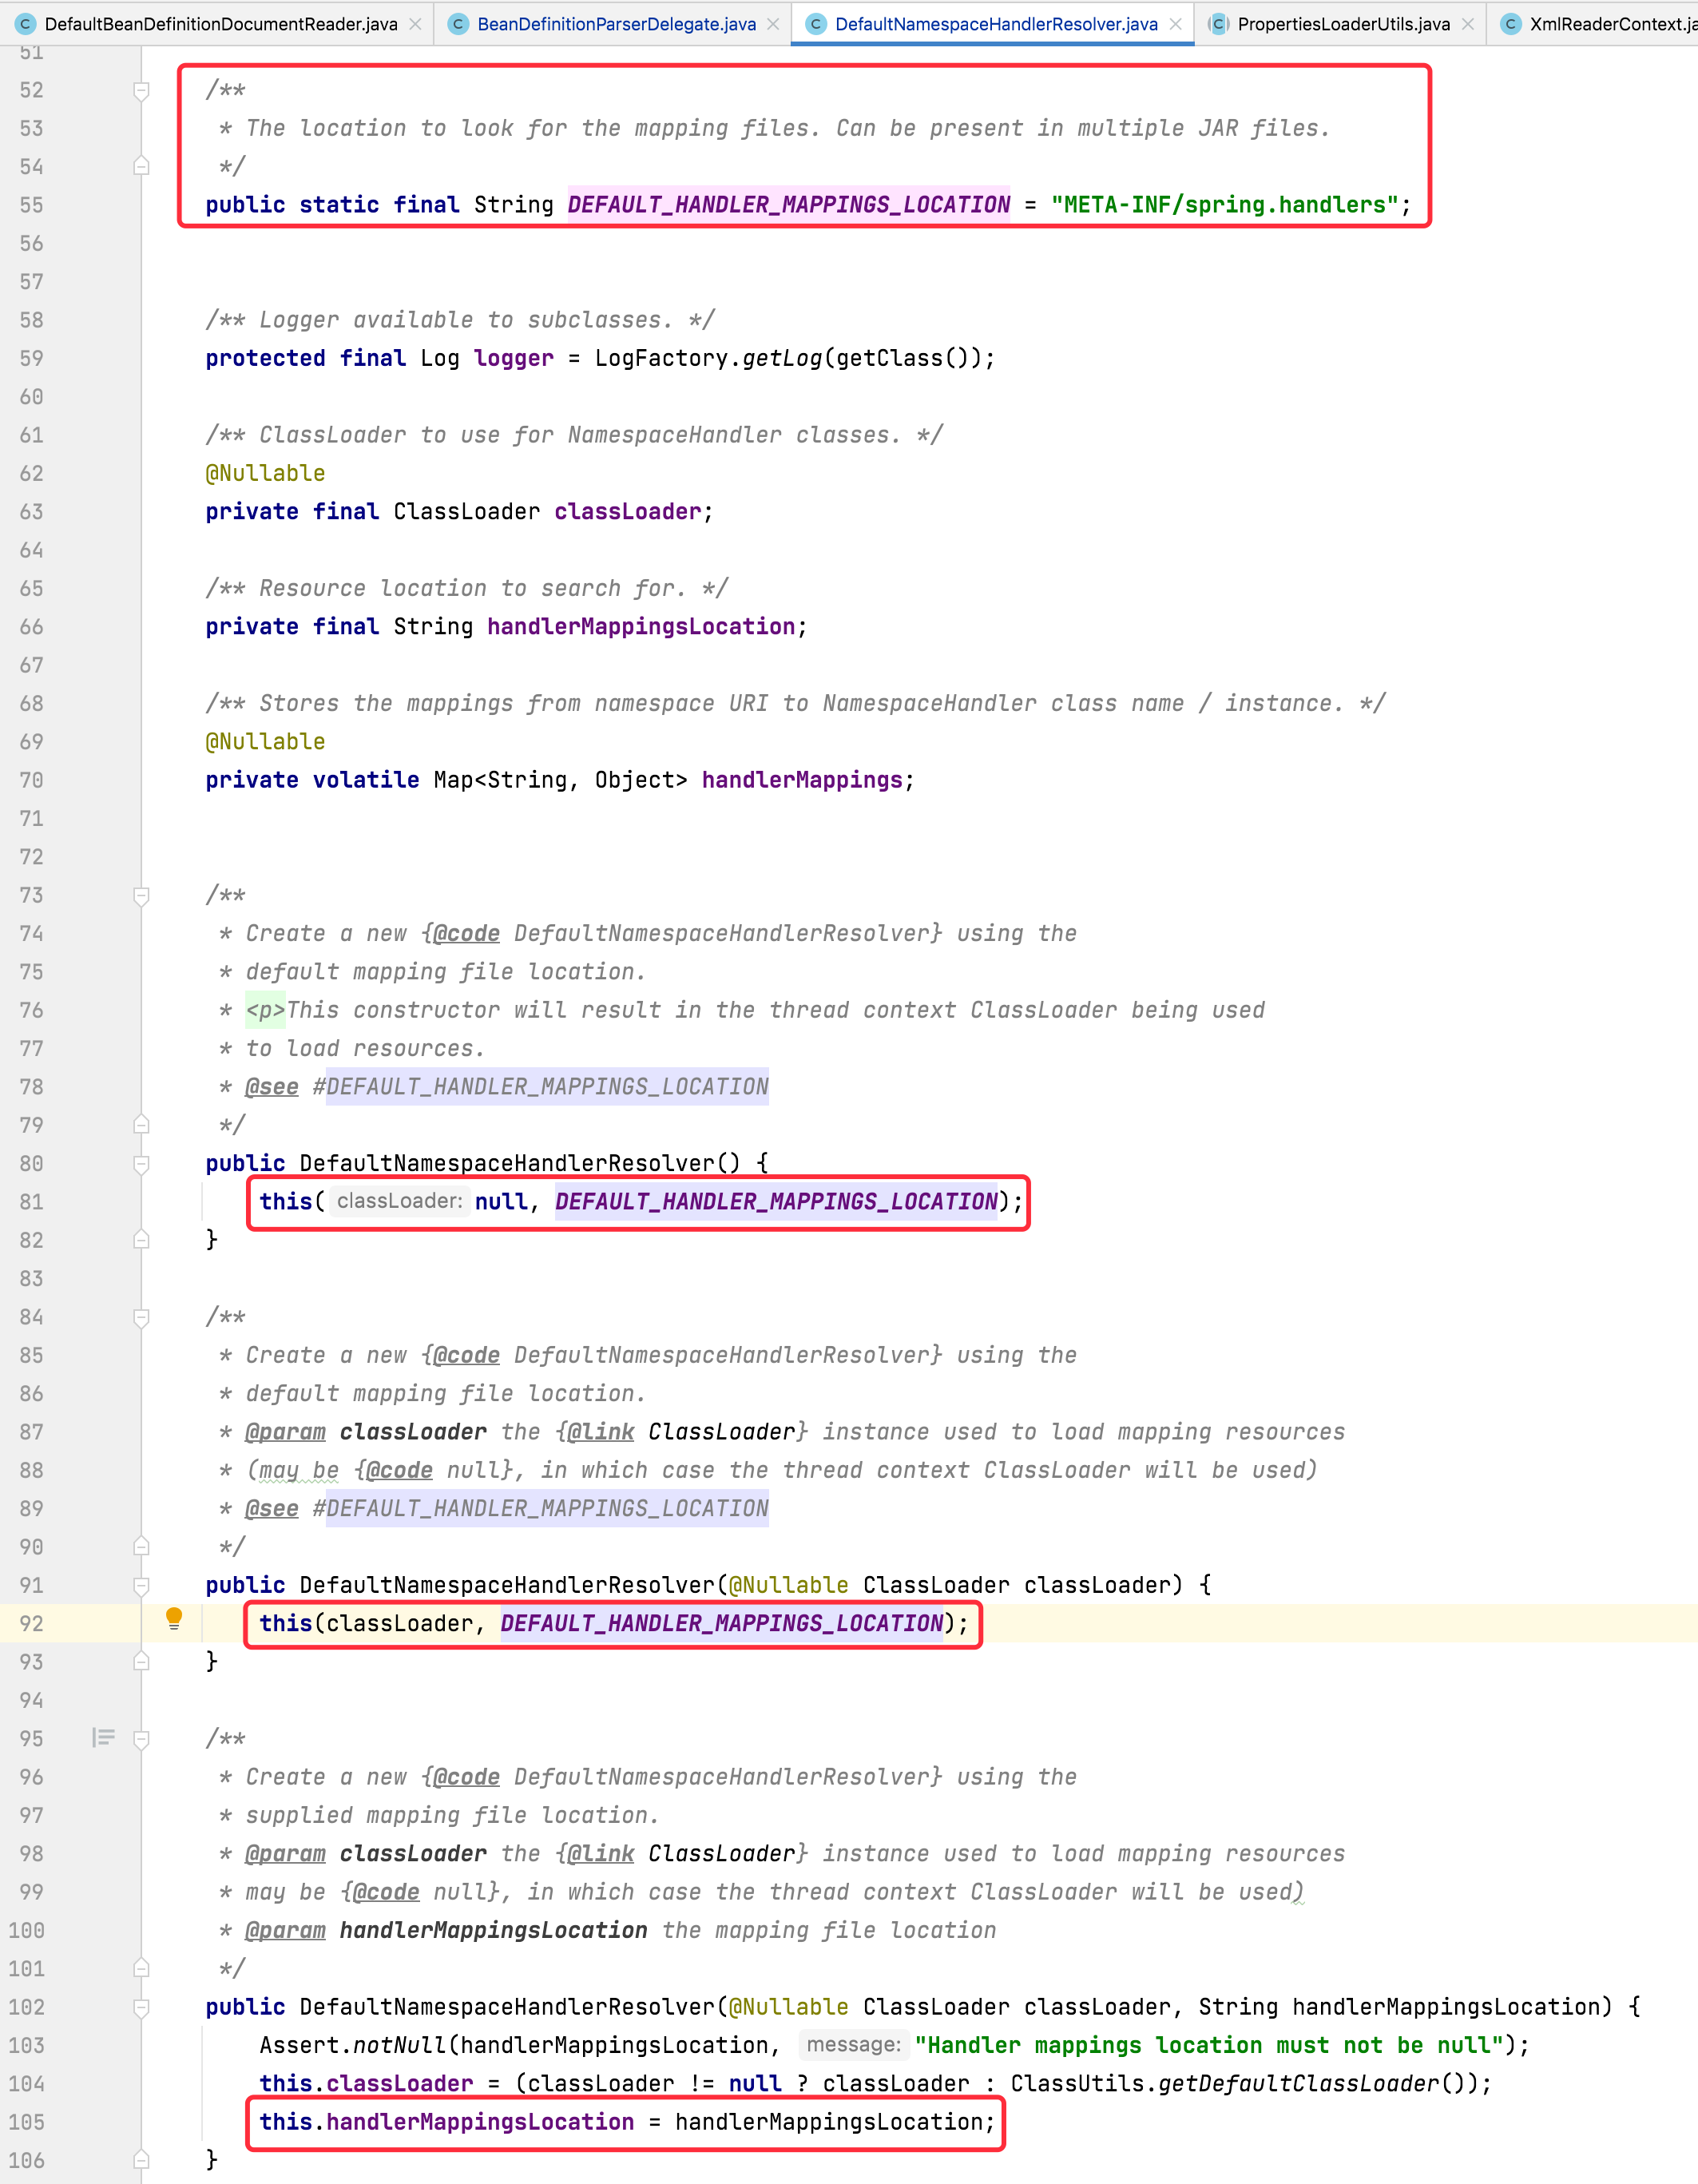 DefaultBeanDefinitionDocumentReader.java BeanDefinitionParserDelegate.java DefaultNamespaceHandlerResolver.java PropertiesLoaderUtils.java XmlReaderContext.ja
51
52 /**
53 * The location to look for the mapping files. Can be present in multiple JAR files.
54 */
55 public static final String DEFAULT_HANDLER_MAPPINGS_LOCATION = "META-INF/spring.handlers";
56
57
58 /** Logger available to subclasses. */
59 protected final Log logger = LogFactory.getLog(getClass());
60
61 /** ClassLoader to use for NamespaceHandler classes. */
62 @Nullable
63 private final ClassLoader classLoader;
64
65 /** Resource location to search for. */
66 private final String handlerMappingsLocation;
67
68 /** Stores the mappings from namespace URI to NamespaceHandler class name / instance. */
69 @Nullable
70 private volatile Map<String, Object> handlerMappings;
71
72
73 /**
74 * Create a new {@code DefaultNamespaceHandlerResolver} using the
75 * default mapping file location.
76 * <p>This constructor will result in the thread context ClassLoader being used
77 * to load resources.
78 * @see #DEFAULT_HANDLER_MAPPINGS_LOCATION
79 */
80 public DefaultNamespaceHandlerResolver() {
81 this( classLoader: null, DEFAULT_HANDLER_MAPPINGS_LOCATION);
82 }
83
84 /**
85 * Create a new {@code DefaultNamespaceHandlerResolver} using the
86 * default mapping file location.
87 * @param classLoader the {@link ClassLoader} instance used to load mapping resources
88 * (may be {@code null}, in which case the thread context ClassLoader will be used)
89 * @see #DEFAULT_HANDLER_MAPPINGS_LOCATION
90 */
91 public DefaultNamespaceHandlerResolver(@Nullable ClassLoader classLoader) {
92 this(classLoader, DEFAULT_HANDLER_MAPPINGS_LOCATION);
93 }
94
95 /**
96 * Create a new {@code DefaultNamespaceHandlerResolver} using the
97 * supplied mapping file location.
98 * @param classLoader the {@link ClassLoader} instance used to load mapping resources
99 * may be {@code null}, in which case the thread context ClassLoader will be used)
100 * @param handlerMappingsLocation the mapping file location
101 */
102 public DefaultNamespaceHandlerResolver(@Nullable ClassLoader classLoader, String handlerMappingsLocation) {
103 Assert.notNull(handlerMappingsLocation, message: "Handler mappings location must not be null");
104 this.classLoader = (classLoader != null ? classLoader : ClassUtils.getDefaultClassLoader());
105 this.handlerMappingsLocation = handlerMappingsLocation;
106 }